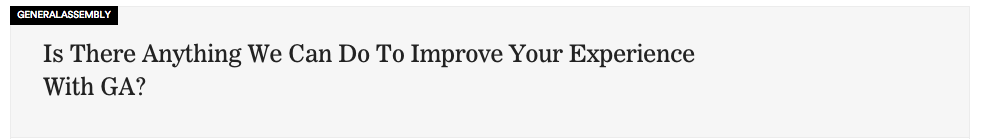 GENERALASSEMBLY
Is There Anything We Can Do To Improve Your Experience
With GA?